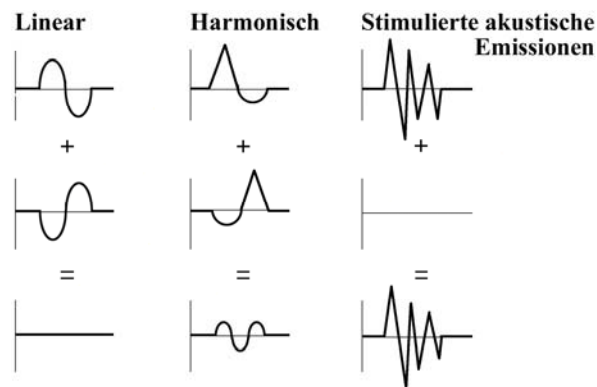 Linear
Harmonisch
Stimulierte akustische
Emissionen
+ + +
= = =